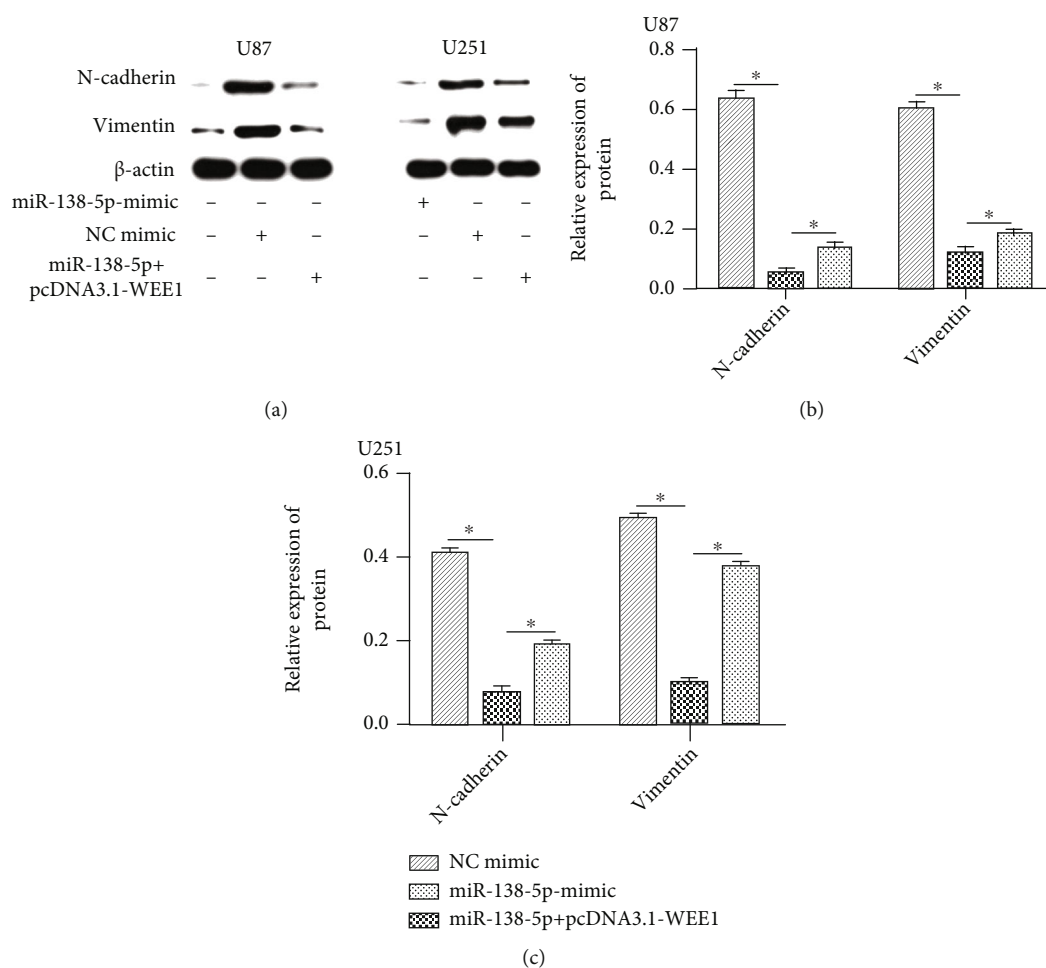 U87 U251
N-cadherin
Vimentin
β-actin
miR-138-5p-mimic – – – + – –
NC mimic – + – – + –
miR-138-5p+
pcDNA3.1-WEE1 – – + – – +
(a)
U87
Relative expression of
protein
0.8
0.6
0.4
0.2
0.0
* * * *
N-cadherin Vimentin
(b)
U251
Relative expression of
protein
0.6
0.4
0.2
0.0
* * * *
N-cadherin Vimentin
NC mimic
miR-138-5p-mimic
miR-138-5p+pcDNA3.1-WEE1
(c)